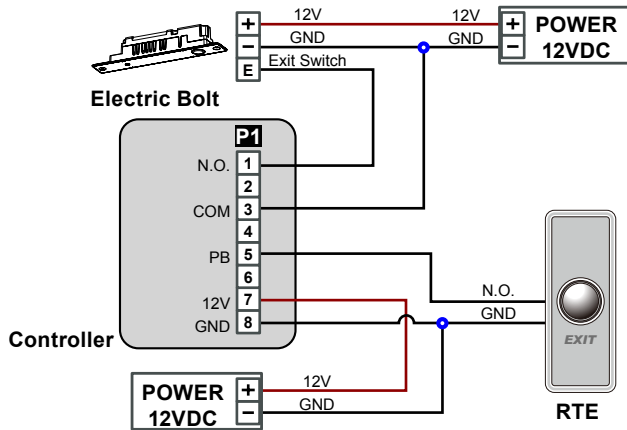 + 12V 12V + POWER
- GND GND - 12VDC
E Exit Switch
Electric Bolt
P1
N.O. 1
2
COM 3
4
PB 5
6
12V 7
GND 8
N.O.
GND
EXIT
Controller
RTE
POWER + 12V
12VDC - GND